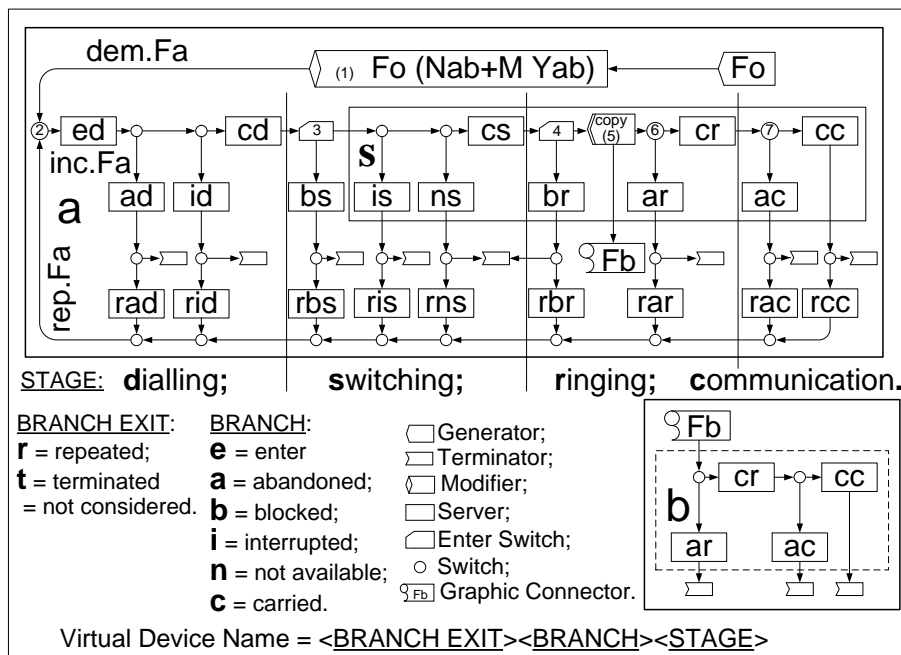 dem.Fa
(1) Fo (Nab+M Yab)
Fo
2 ed cd 3 cs 4 copy (5) 6 cr 7 cc
inc.Fa
s
a
ad id bs is ns br ar ac
Fb
rep.Fa
rad rid rbs ris rns rbr rar rac rcc
STAGE: dialling; switching; ringing; communication.
BRANCH EXIT:
r = repeated;
t = terminated
= not considered.
BRANCH:
e = enter
a = abandoned;
b = blocked;
i = interrupted;
n = not available;
c = carried.
Generator;
Terminator;
Modifier;
Server;
Enter Switch;
Switch;
Fb Graphic Connector.
Fb
cr cc
b
ar ac
Virtual Device Name = <BRANCH EXIT><BRANCH><STAGE>